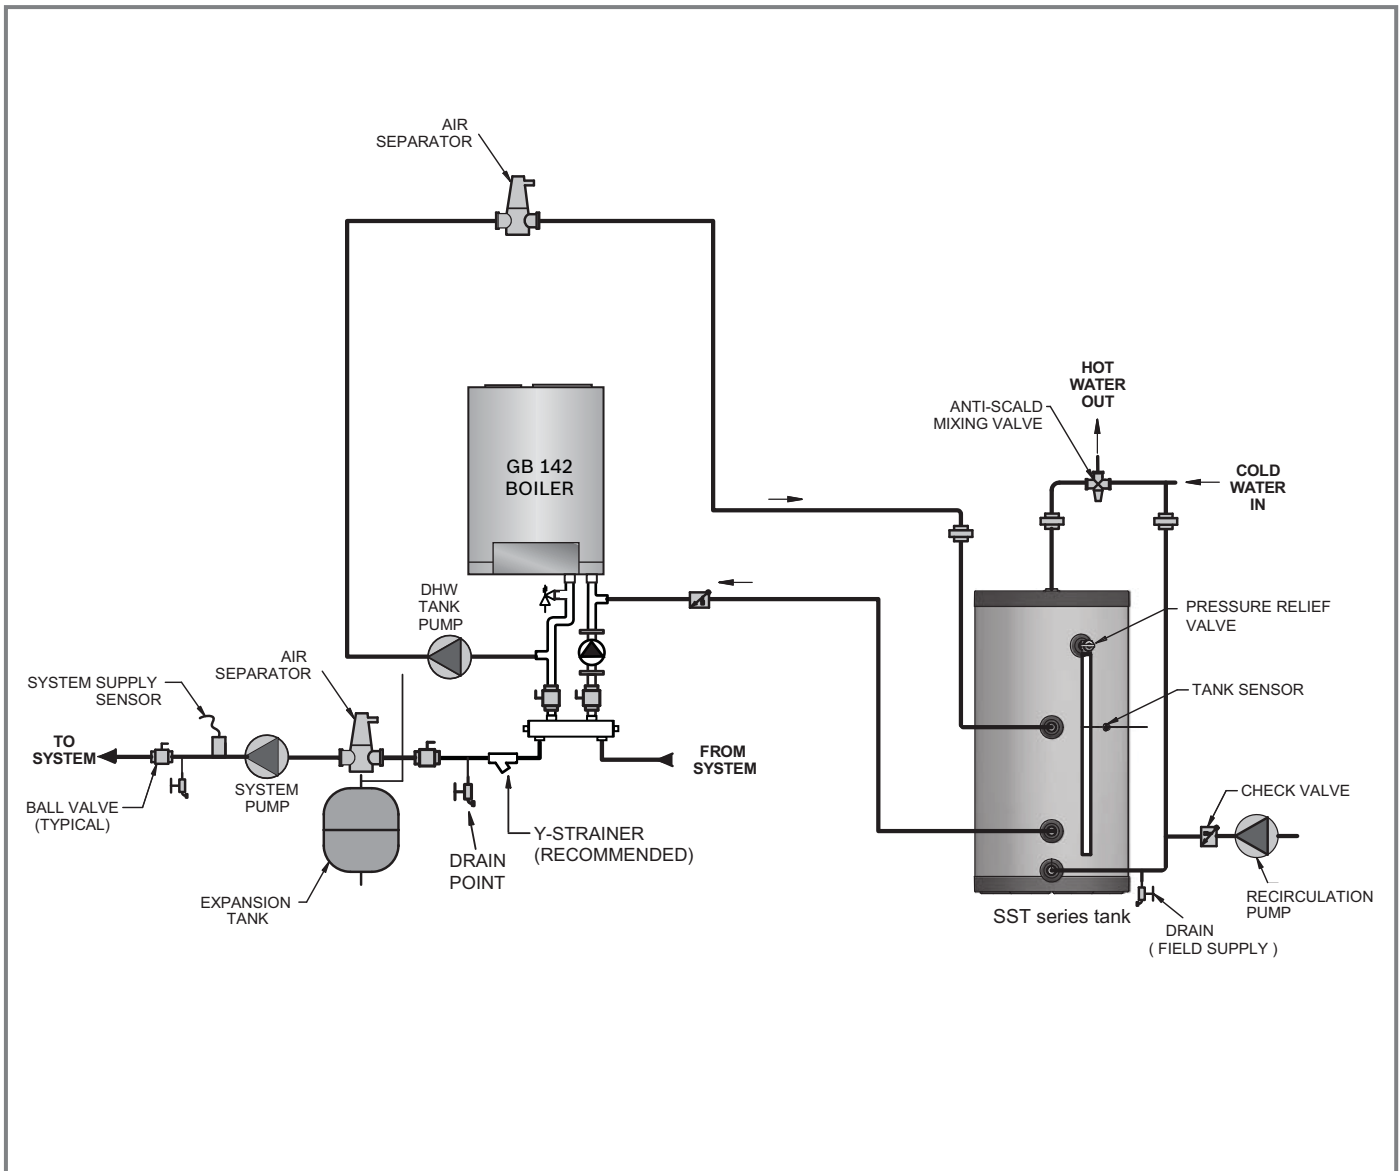 AIR
SEPARATOR
HOT
WATER
OUT
ANTI-SCALD
MIXING VALVE
COLD
WATER
IN
GB 142
BOILER
DHW
TANK
PUMP
PRESSURE RELIEF
VALVE
AIR
SEPARATOR
SYSTEM SUPPLY
SENSOR
TANK SENSOR
TO
SYSTEM
FROM
SYSTEM
SYSTEM
PUMP
BALL VALVE
(TYPICAL)
CHECK VALVE
Y-STRAINER
(RECOMMENDED)
DRAIN
POINT
EXPANSION
TANK
RECIRCULATION
PUMP
SST series tank
DRAIN
( FIELD SUPPLY )